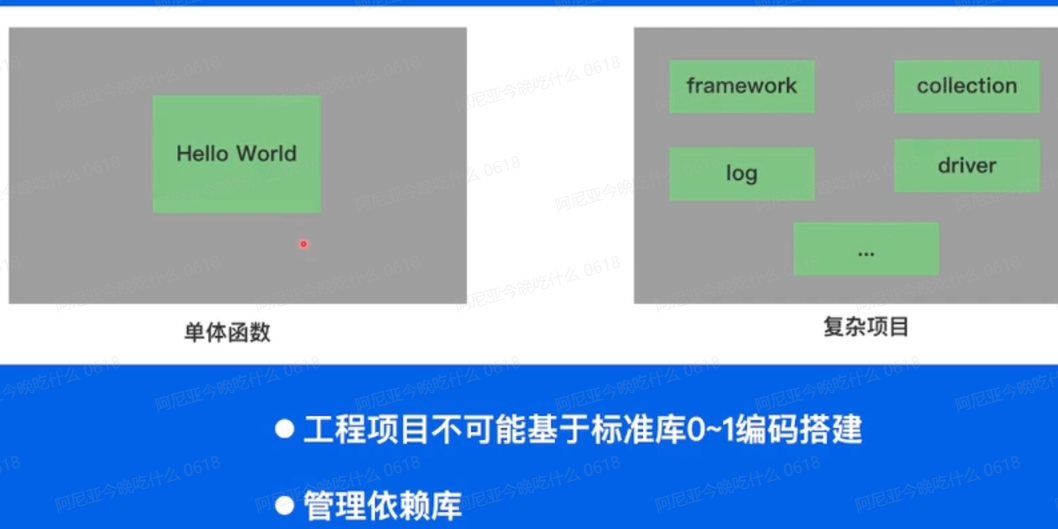 Hello World
单体函数
framework
collection
log
driver
...
复杂项目
工程项目不可能基于标准库0~1编码搭建
管理依赖库
阿尼亚今晚吃什么 0618